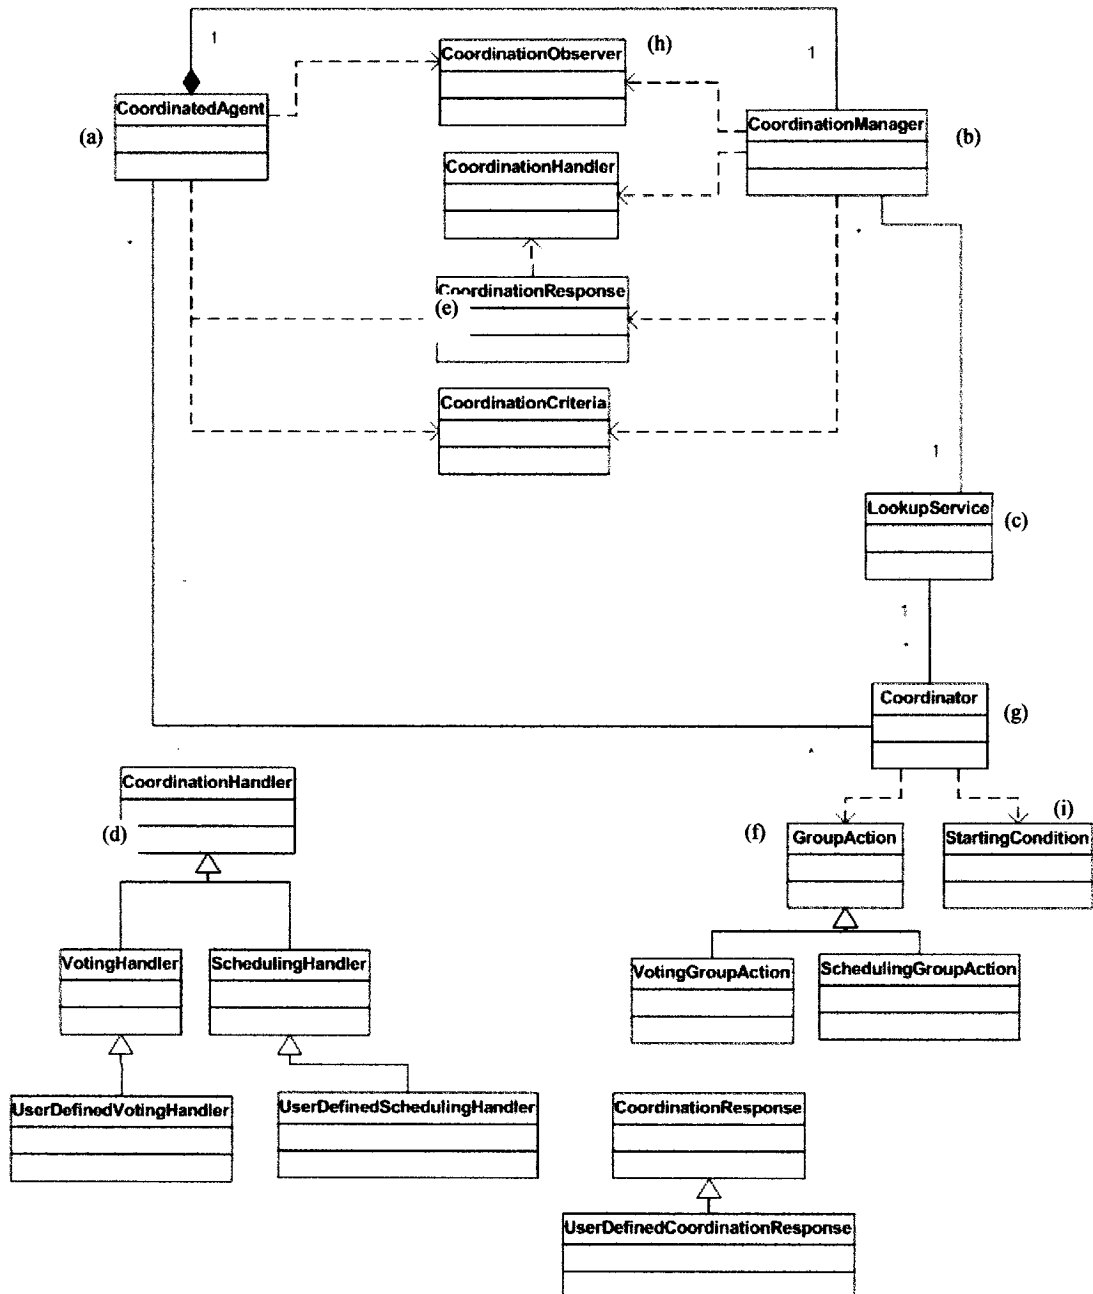 1
CoordinationObserver
(h)
1
CoordinatedAgent
(a)
CoordinationManager
(b)
CoordinationHandler
*
*
CoordinationResponse
(e)
CoordinationCriteria
1
LookupService
(c)
1
*
Coordinator
(g)
*
CoordinationHandler
(d)
(f)
GroupAction
(i)
StartingCondition
VotingHandler
SchedulingHandler
VotingGroupAction
SchedulingGroupAction
UserDefinedVotingHandler
UserDefinedSchedulingHandler
CoordinationResponse
UserDefinedCoordinationResponse